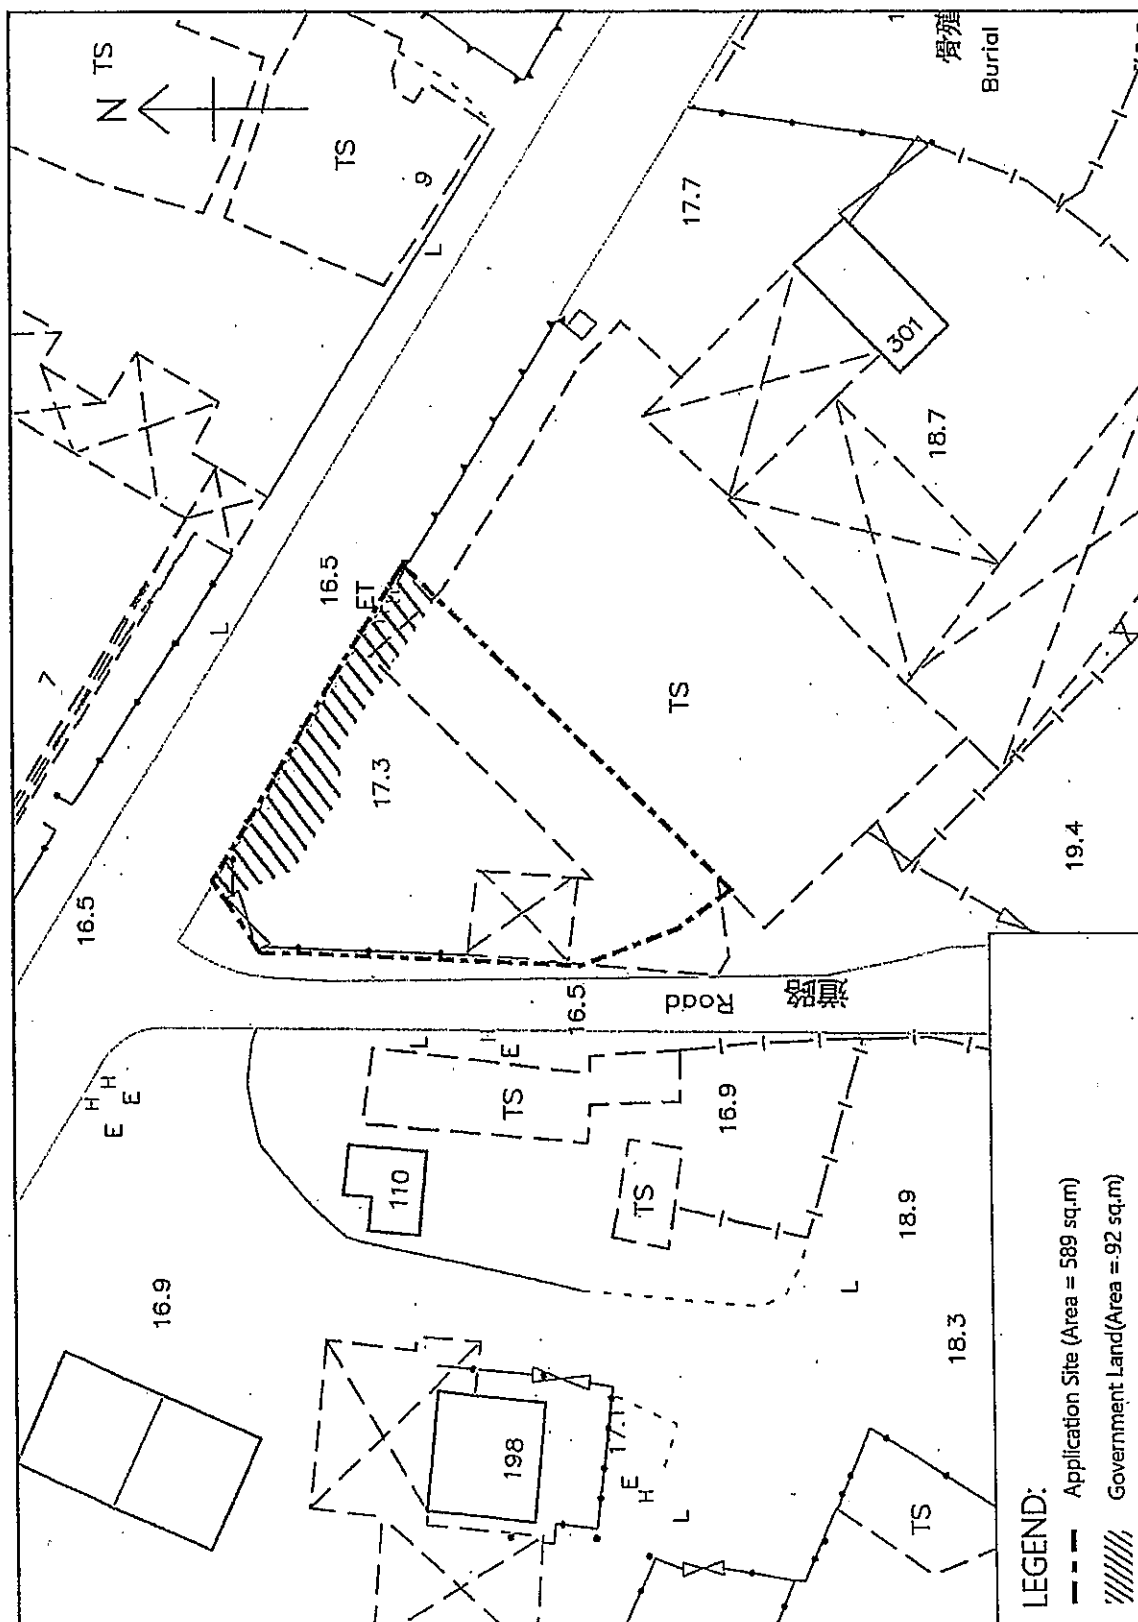 N
TS
TS
9
L
7
L
16.5
16.5
ET
17.3
17.7
骨殖
Burial
301
18.7
TS
19.4
16.5
Road
道路
H
H
E
E
L
E
TS
16.9
110
TS
18.9
L
16.9
18.3
198
17.1
E
H
L
TS
LEGEND:
Application Site (Area = 589 sq.m)
Government Land(Area = 92 sq.m)